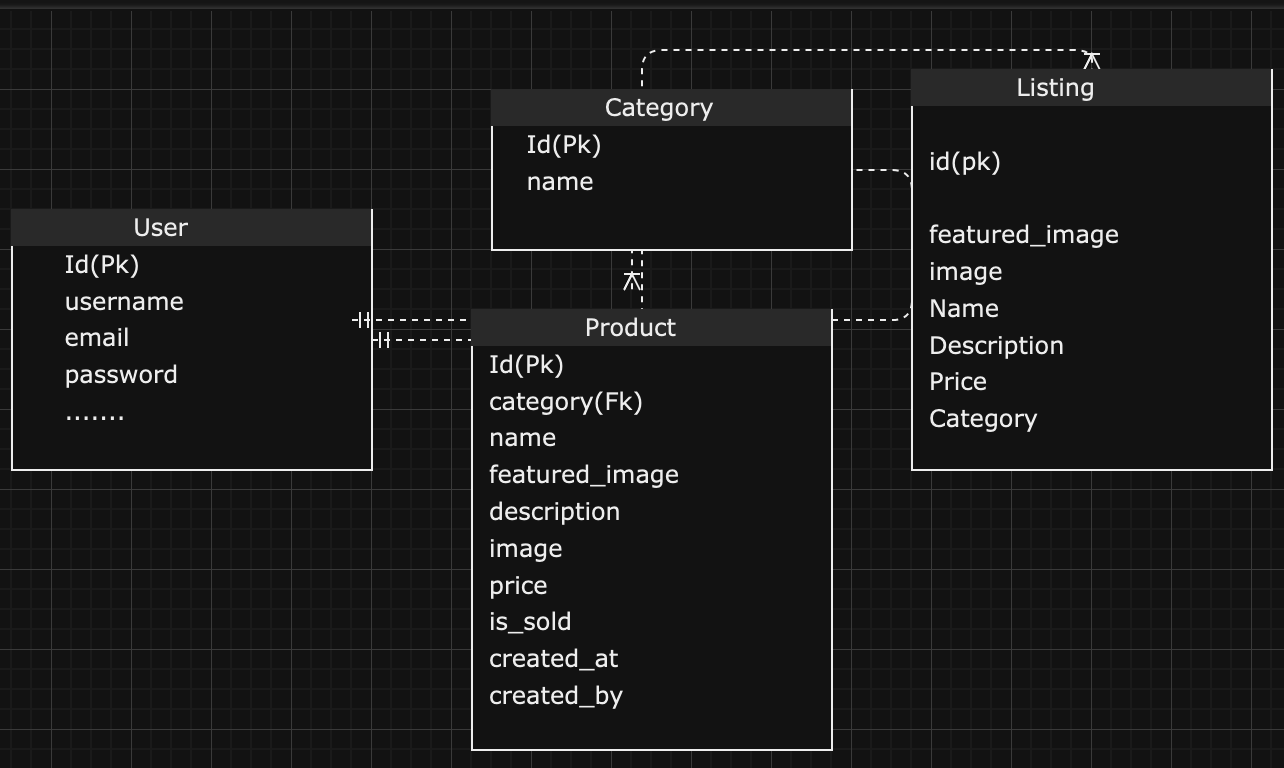 User
Id(Pk)
username
email
password
.......
Category
Id(Pk)
name
Product
Id(Pk)
category(Fk)
name
featured_image
description
image
price
is_sold
created_at
created_by
Listing
id(pk)
featured_image
image
Name
Description
Price
Category